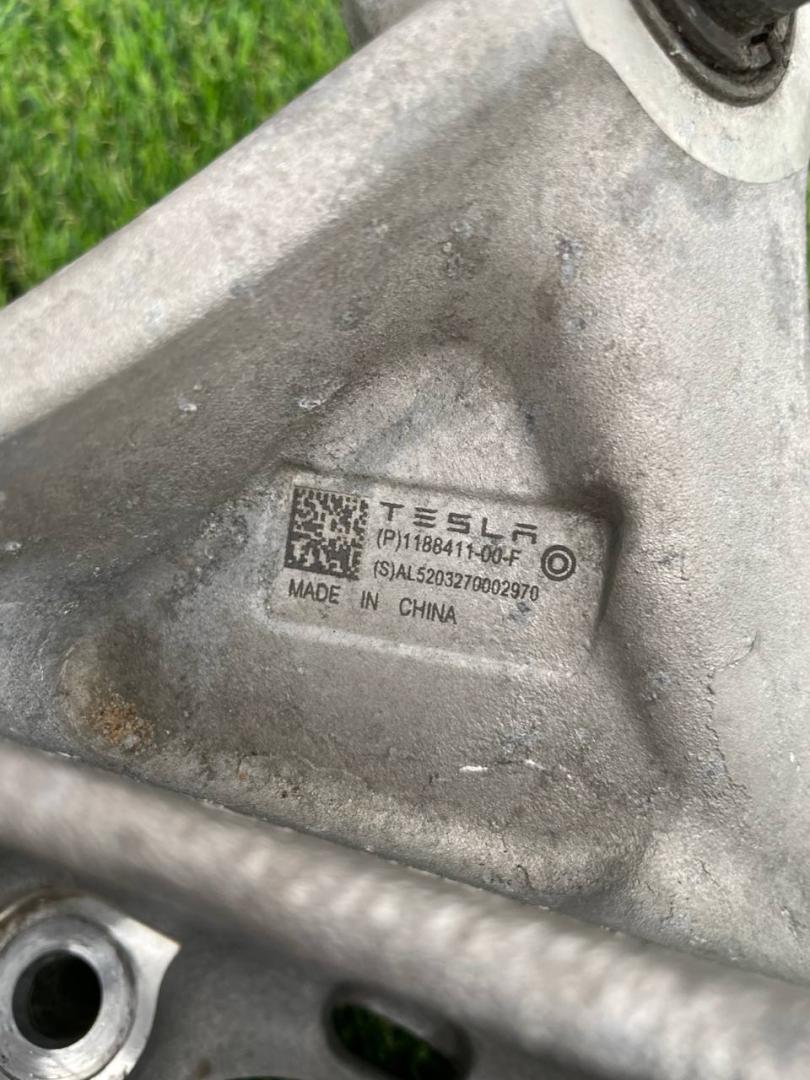 TESLA
(P)1188411-00-F
(S)AL5203270002970
MADE IN CHINA